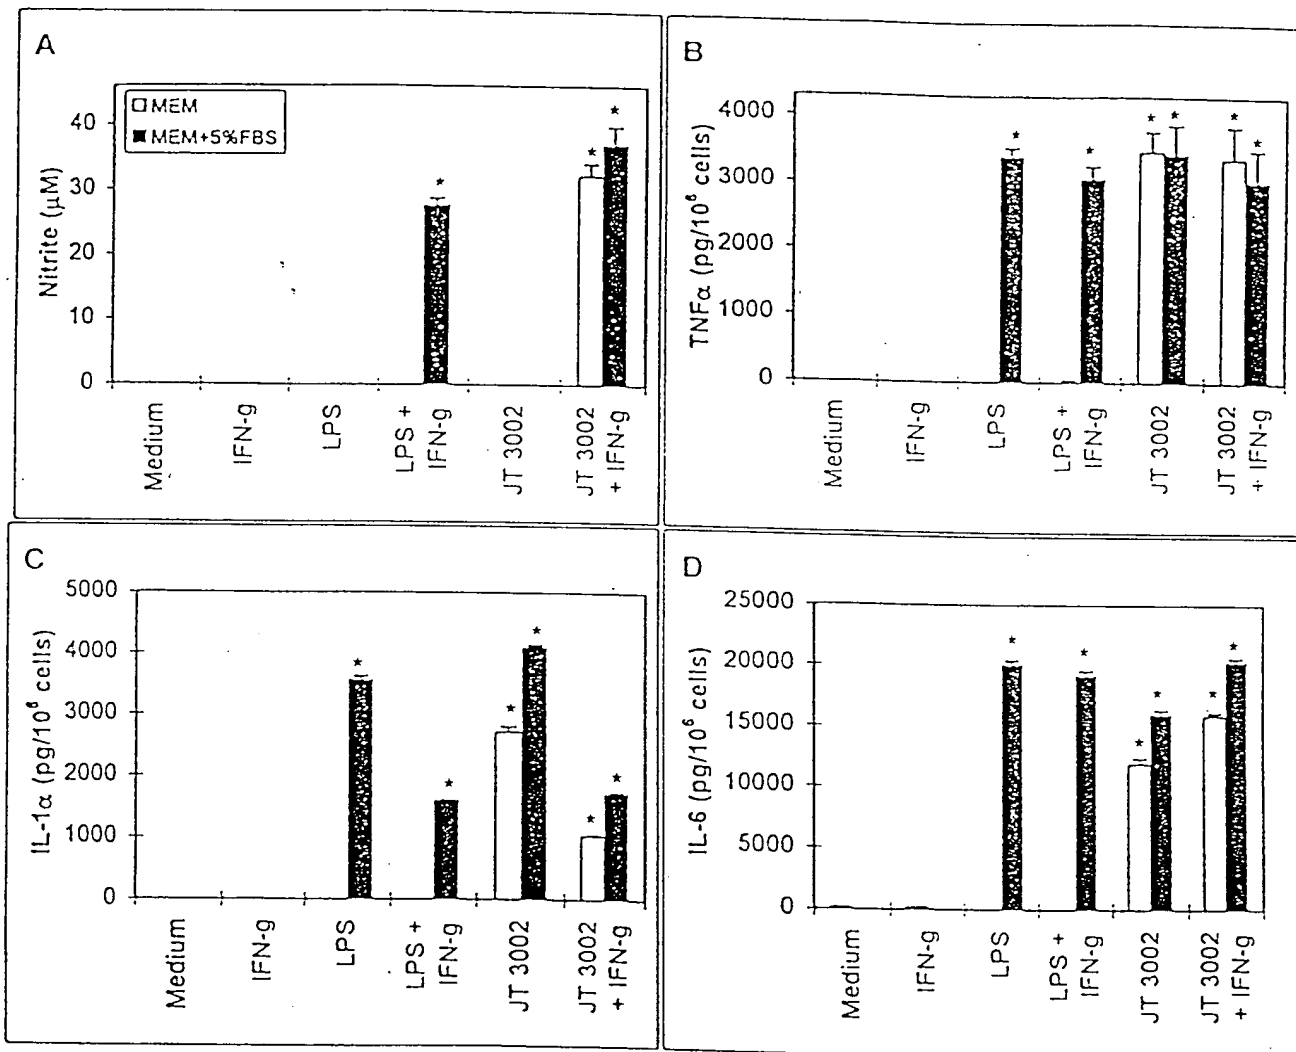 A
□MEM
■MEM+5%FBS
Nitrite (μM)
40
30
20
10
0
Medium
IFN-g
LPS
LPS +
IFN-g
JT 3002
JT 3002
+ IFN-g
*
*
*
B
TNFα (pg/10⁶ cells)
4000
3000
2000
1000
0
Medium
IFN-g
LPS
LPS +
IFN-g
JT 3002
JT 3002
+ IFN-g
*
*
* *
*
*
C
IL-1α (pg/10⁶ cells)
5000
4000
3000
2000
1000
0
Medium
IFN-g
LPS
LPS +
IFN-g
JT 3002
JT 3002
+ IFN-g
*
*
*
*
*
*
D
IL-6 (pg/10⁶ cells)
25000
20000
15000
10000
5000
0
Medium
IFN-g
LPS
LPS +
IFN-g
JT 3002
JT 3002
+ IFN-g
*
*
*
*
*
*